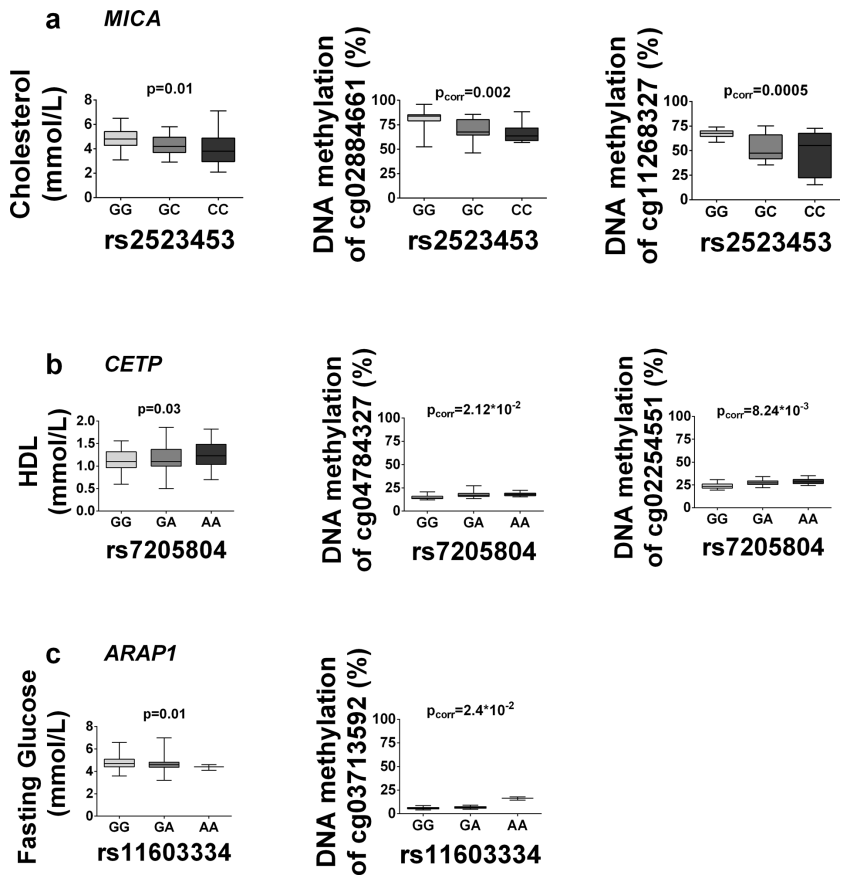 a MICA
Cholesterol
(mmol/L)
p=0.01
8
6
4
2
0
GG GC CC
rs2523453
DNA methylation
of cg02884661 (%)
pcorr=0.002
100
75
50
25
0
GG GC CC
rs2523453
DNA methylation
of cg11268327 (%)
pcorr=0.0005
100
75
50
25
0
GG GC CC
rs2523453
b CETP
HDL
(mmol/L)
p=0.03
2.0
1.5
1.0
0.5
0.0
GG GA AA
rs7205804
DNA methylation
of cg04784327 (%)
pcorr=2.12*10-2
100
75
50
25
0
GG GA AA
rs7205804
DNA methylation
of cg02254551 (%)
pcorr=8.24*10-3
100
75
50
25
0
GG GA AA
rs7205804
c ARAP1
Fasting Glucose
(mmol/L)
p=0.01
8
6
4
2
0
GG GA AA
rs11603334
DNA methylation
of cg03713592 (%)
pcorr=2.4*10-2
100
75
50
25
0
GG GA AA
rs11603334